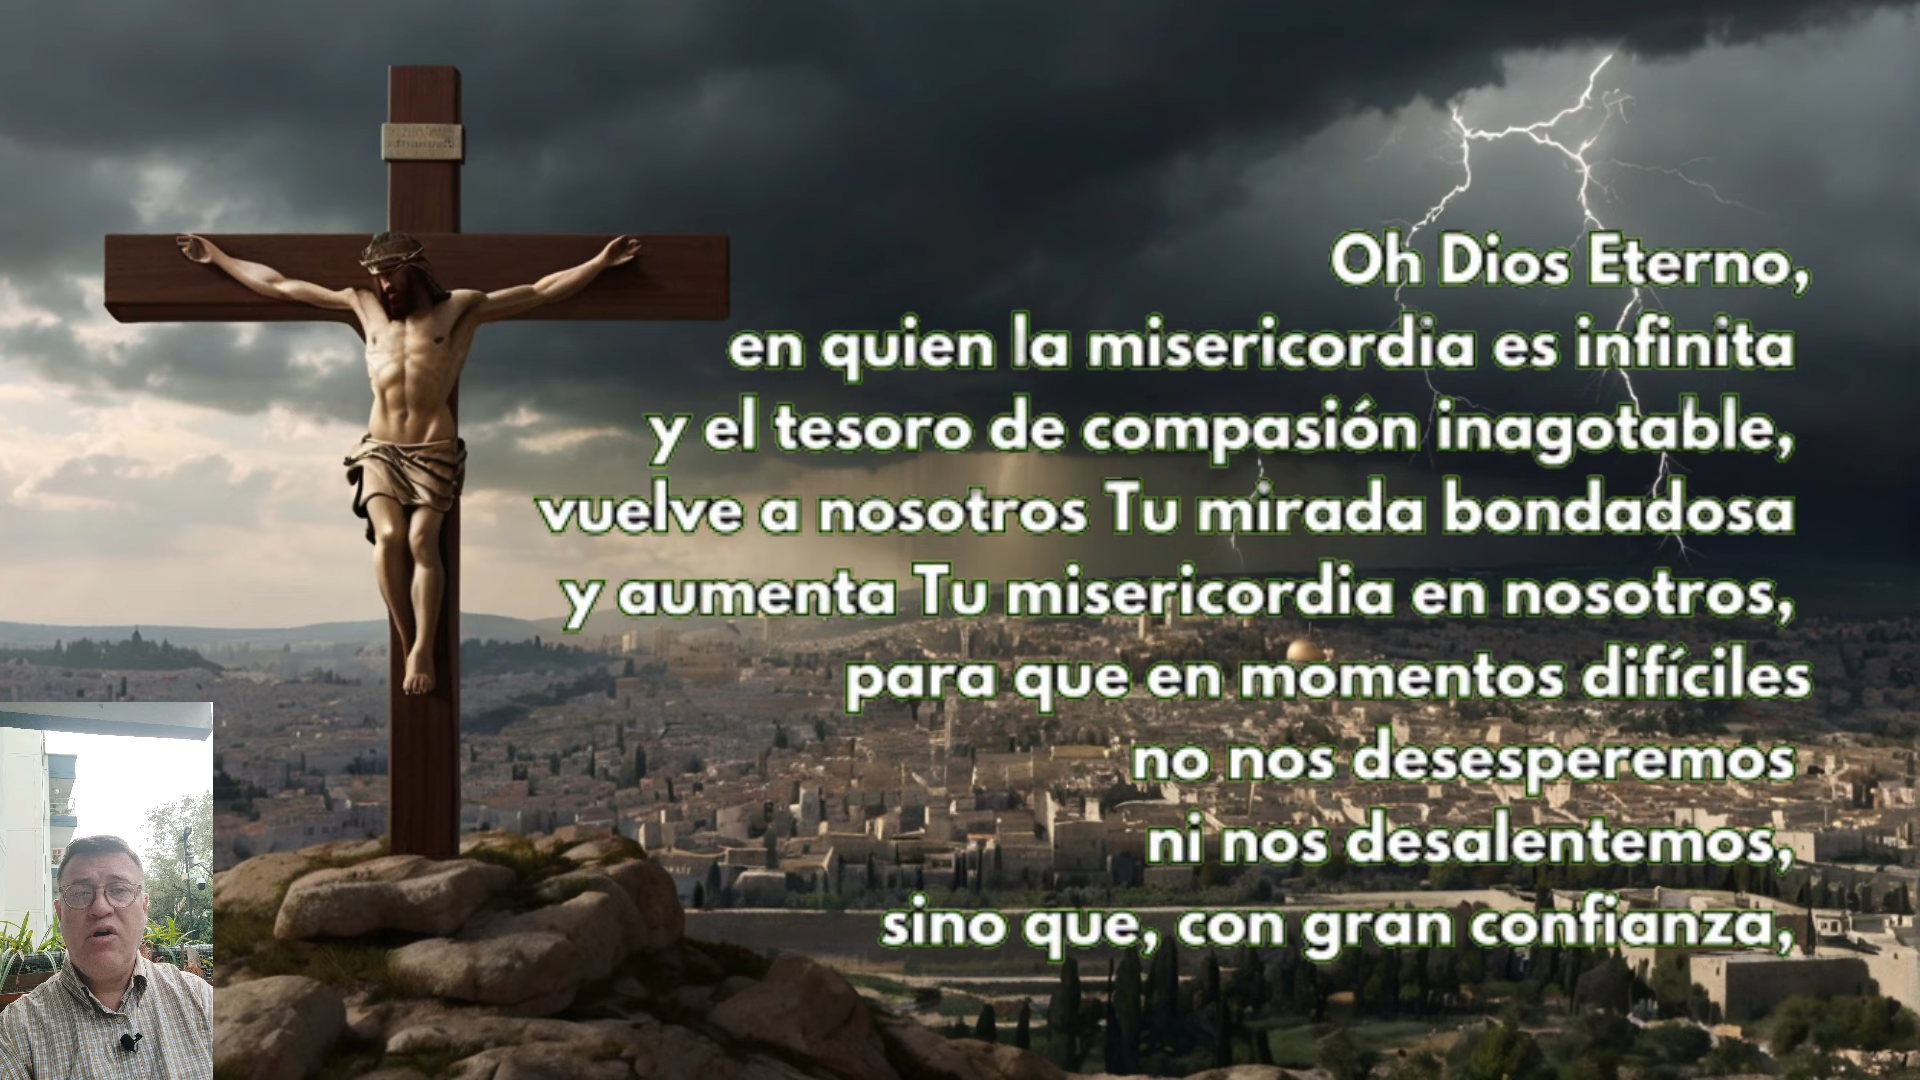 Oh Dios Eterno,
en quien la misericordia es infinita
y el tesoro de compasión inagotable,
vuelve a nosotros Tu mirada bondadosa
y aumenta Tu misericordia en nosotros,
para que en momentos difíciles
no nos desesperemos
ni nos desalentemos,
sino que, con gran confianza,